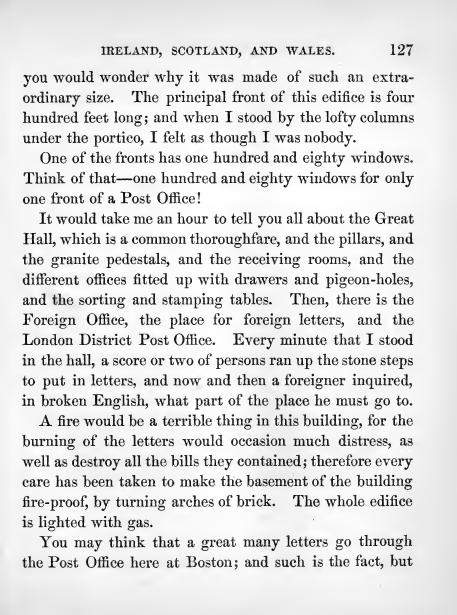 IRELAND, SCOTLAND, AND WALES. 127
you would wonder why it was made of such an extra-
ordinary size. The principal front of this edifice is four
hundred feet long; and when I stood by the lofty columns
under the portico, I felt as though I was nobody.
One of the fronts has one hundred and eighty windows.
Think of that—one hundred and eighty windows for only
one front of a Post Office!
It would take me an hour to tell you all about the Great
Hall, which is a common thoroughfare, and the pillars, and
the granite pedestals, and the receiving rooms, and the
different offices fitted up with drawers and pigeon-holes,
and the sorting and stamping tables. Then, there is the
Foreign Office, the place for foreign letters, and the
London District Post Office. Every minute that I stood
in the hall, a score or two of persons ran up the stone steps
to put in letters, and now and then a foreigner inquired,
in broken English, what part of the place he must go to.
A fire would be a terrible thing in this building, for the
burning of the letters would occasion much distress, as
well as destroy all the bills they contained; therefore every
care has been taken to make the basement of the building
fire-proof, by turning arches of brick. The whole edifice
is lighted with gas.
You may think that a great many letters go through
the Post Office here at Boston; and such is the fact, but